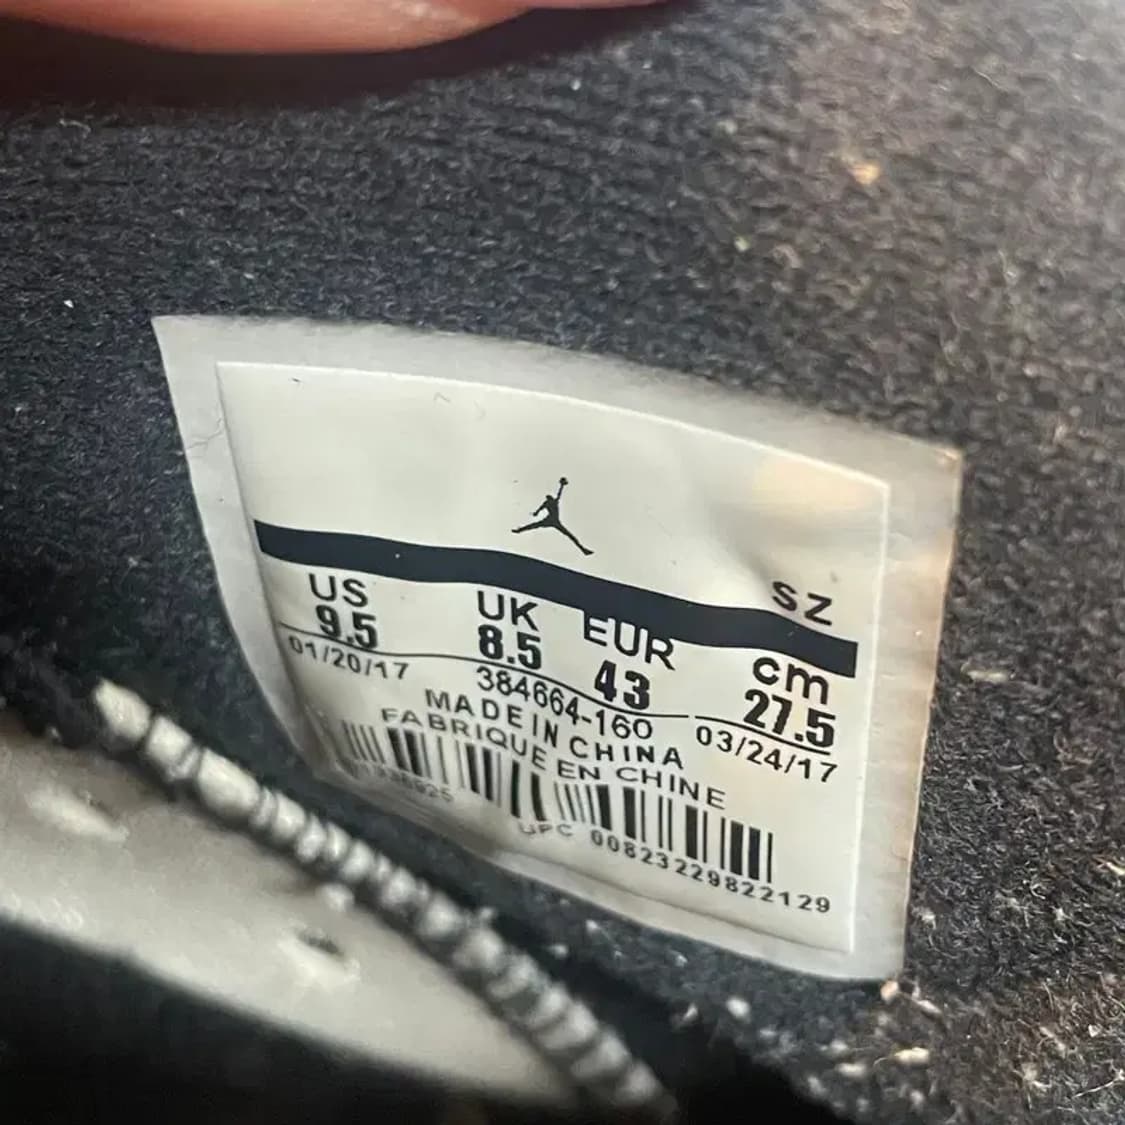 SZ
US UK EUR cm
9.5 8.5 43 27.5
01/20/17 384664-160 03/24/17
MADE IN CHINA
FABRIQUE EN CHINE
UPC 00823229822129